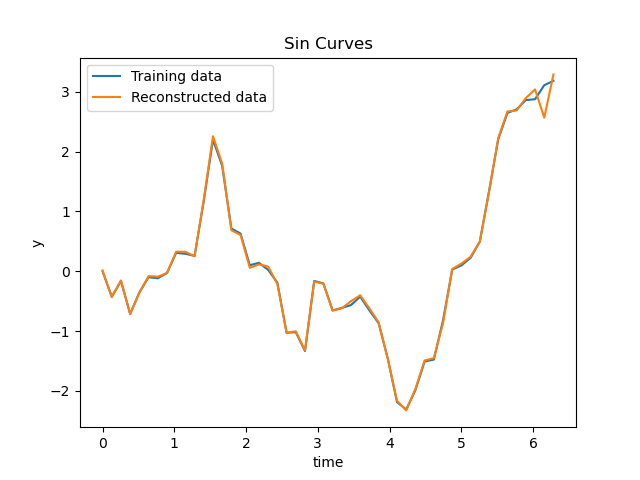 Sin Curves
Training data
Reconstructed data
3
2
1
0
−1
−2
y
0 1 2 3 4 5 6
time